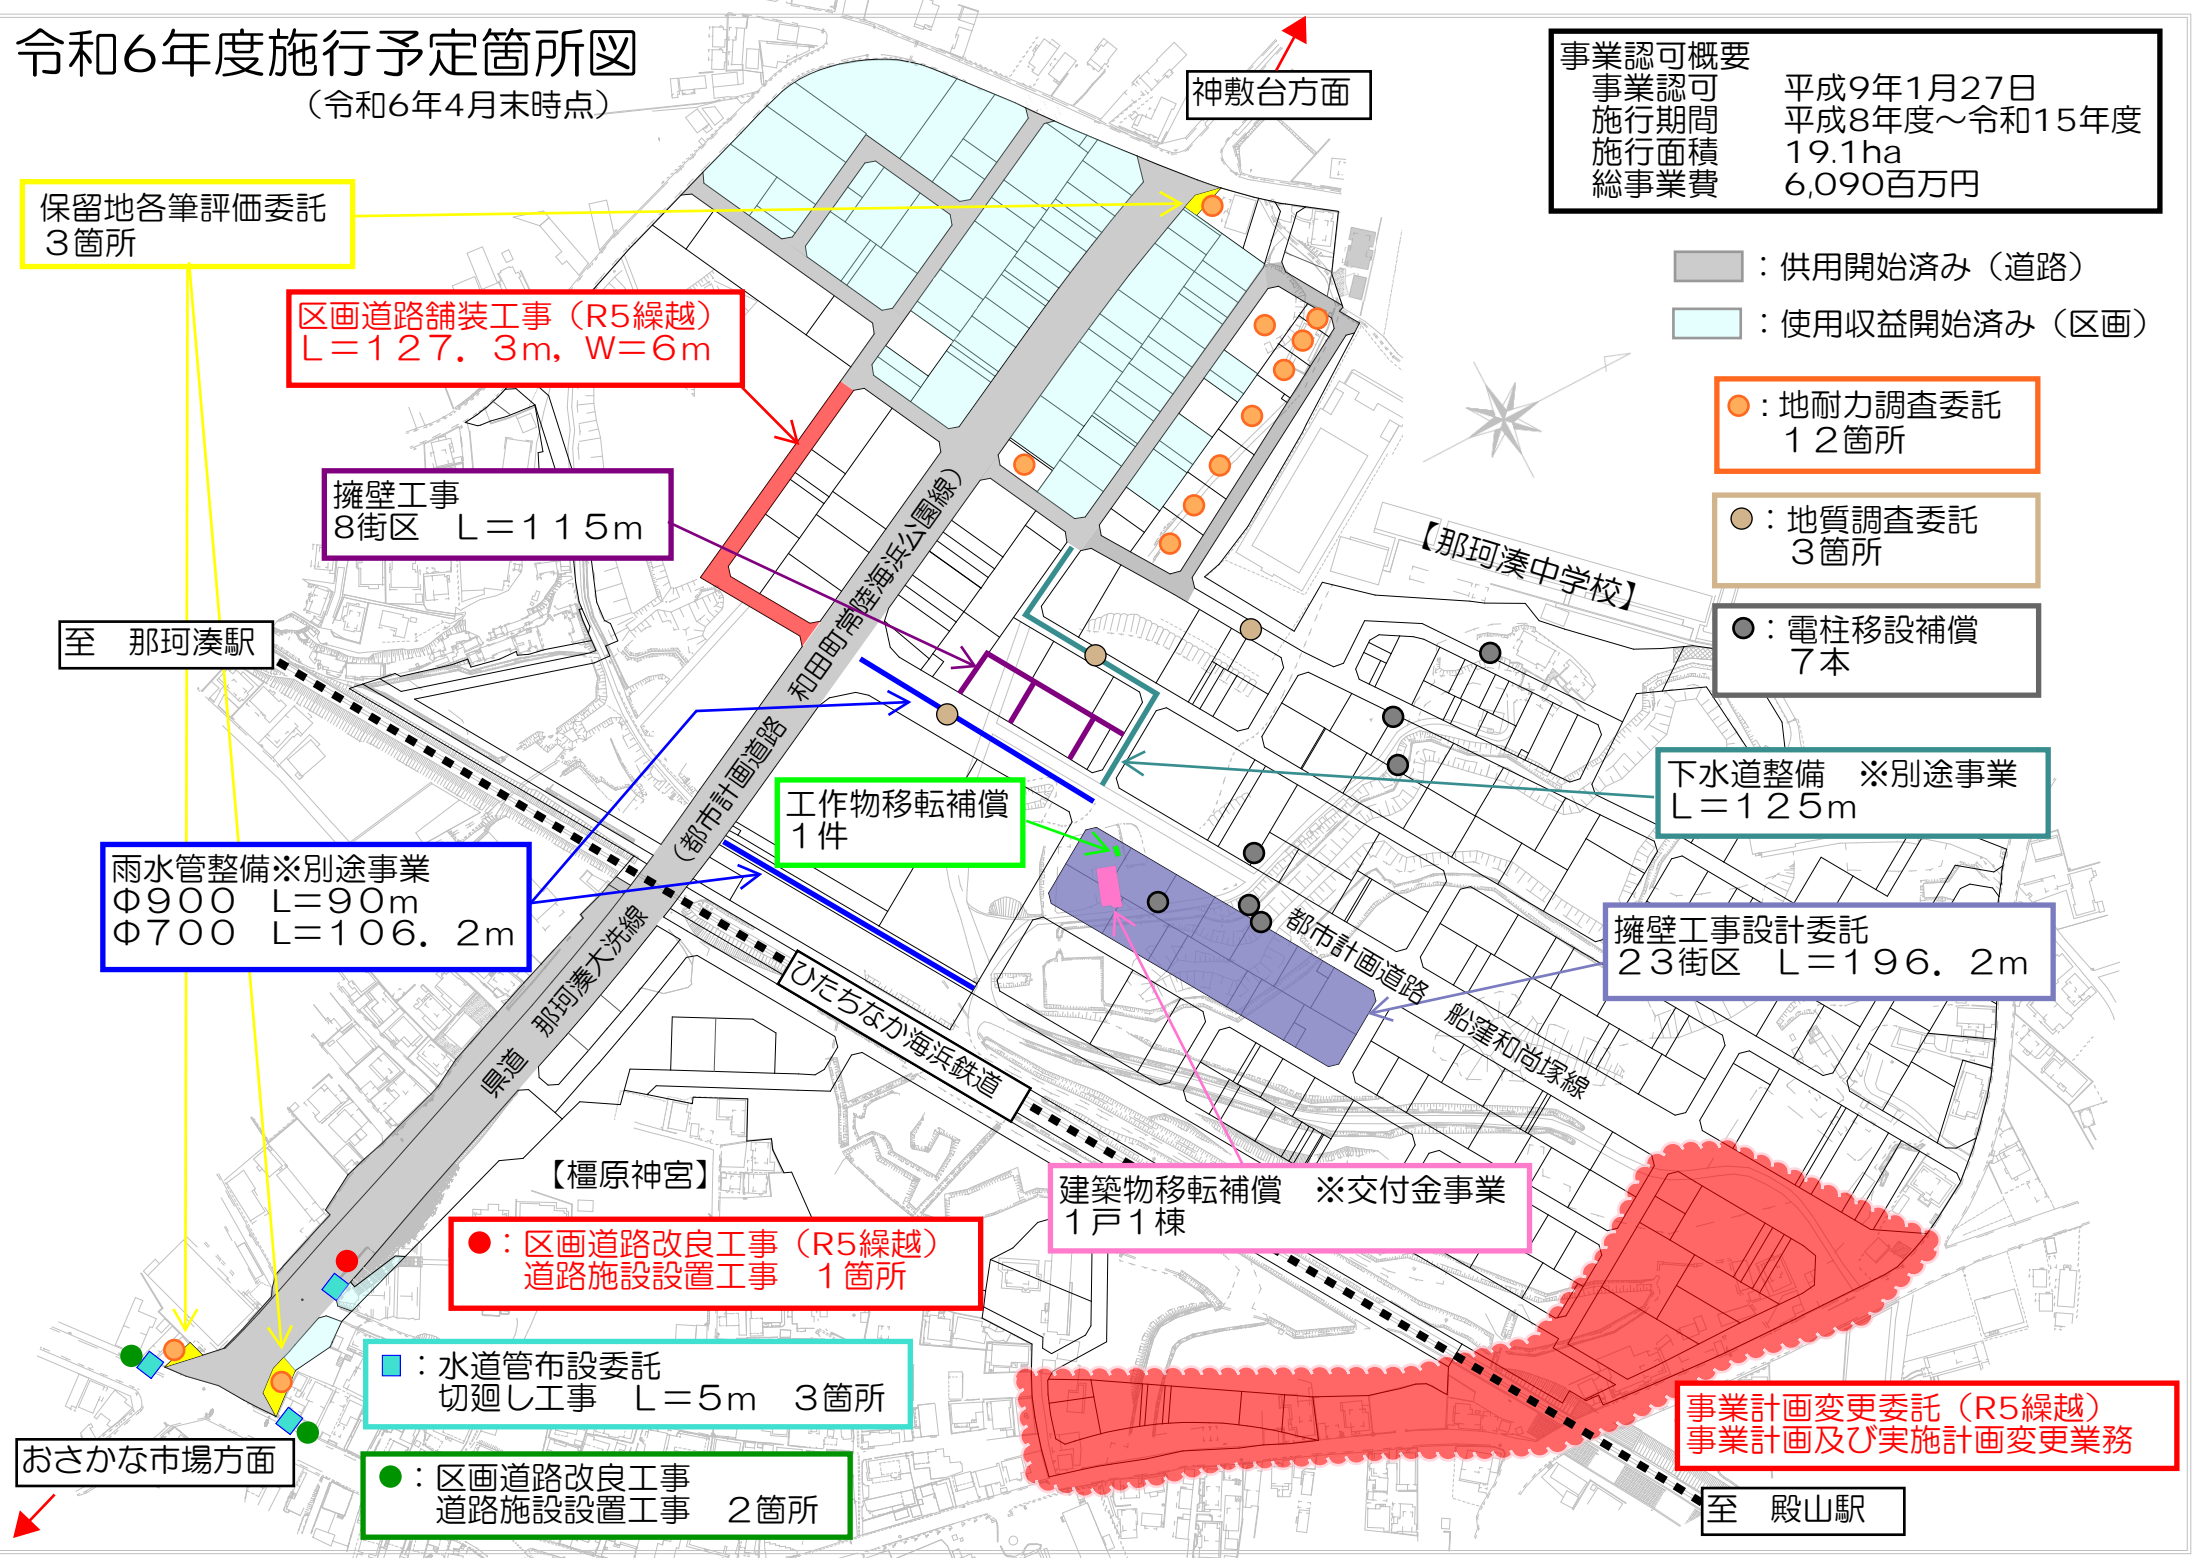 令和6年度施行予定箇所図
（令和6年4月末時点）
神敷台方面
事業認可概要
事業認可　平成9年1月27日
施行期間　平成8年度～令和15年度
施行面積　19.1ha
総事業費　6,090百万円
：供用開始済み（道路）
：使用収益開始済み（区画）
：地耐力調査委託
１２箇所
：地質調査委託
３箇所
：電柱移設補償
７本
保留地各筆評価委託
３箇所
区画道路舗装工事（R5繰越）
Ｌ＝１２７．３m，W＝6m
擁壁工事
8街区　Ｌ＝１１５m
【那珂湊中学校】
至　那珂湊駅
（都市計画道路　和田町常陸海浜公園線）
県道　那珂湊大洗線
下水道整備　※別途事業
Ｌ＝１２５m
工作物移転補償
１件
雨水管整備※別途事業
Φ９００　Ｌ＝９０m
Φ７００　Ｌ＝１０６．２m
擁壁工事設計委託
２３街区　Ｌ＝１９６．２m
都市計画道路　船窪和尚塚線
ひたちなか海浜鉄道
【橿原神宮】
建築物移転補償　※交付金事業
１戸１棟
：区画道路改良工事（R5繰越）
道路施設設置工事　１箇所
：水道管布設委託
切廻し工事　Ｌ＝５m　３箇所
：区画道路改良工事
道路施設設置工事　２箇所
おさかな市場方面
事業計画変更委託（R5繰越）
事業計画及び実施計画変更業務
至　殿山駅